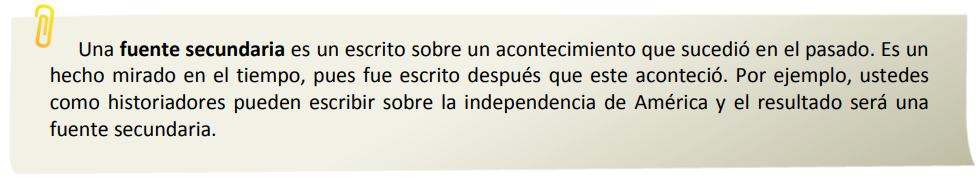 Una fuente secundaria es un escrito sobre un acontecimiento que sucedió en el pasado. Es un
hecho mirado en el tiempo, pues fue escrito después que este aconteció. Por ejemplo, ustedes
como historiadores pueden escribir sobre la independencia de América y el resultado será una
fuente secundaria.